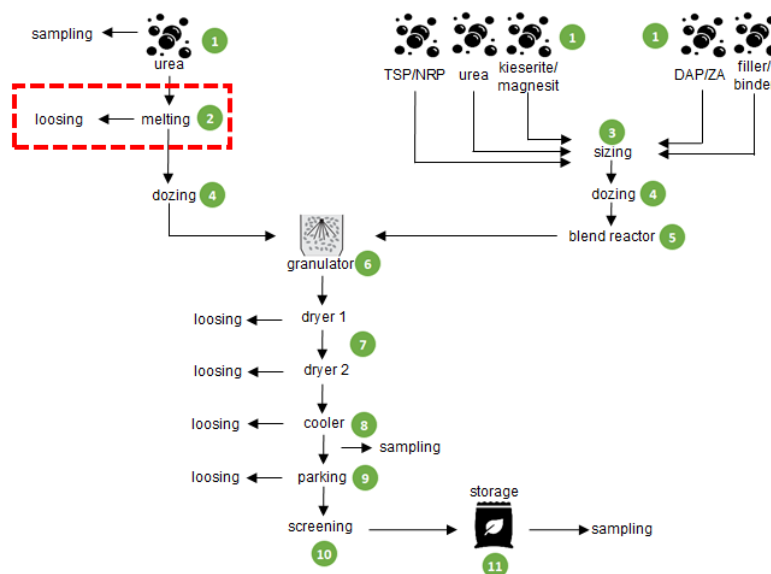 sampling
1
urea
loosing
melting
2
dozing
4
1
1
TSP/NRP
urea
kieserite/
magnesit
DAP/ZA
filler/
binde
3
sizing
dozing
4
blend reactor
5
granulator
6
loosing
dryer 1
7
loosing
dryer 2
loosing
cooler
8
sampling
loosing
parking
9
screening
10
storage
11
sampling